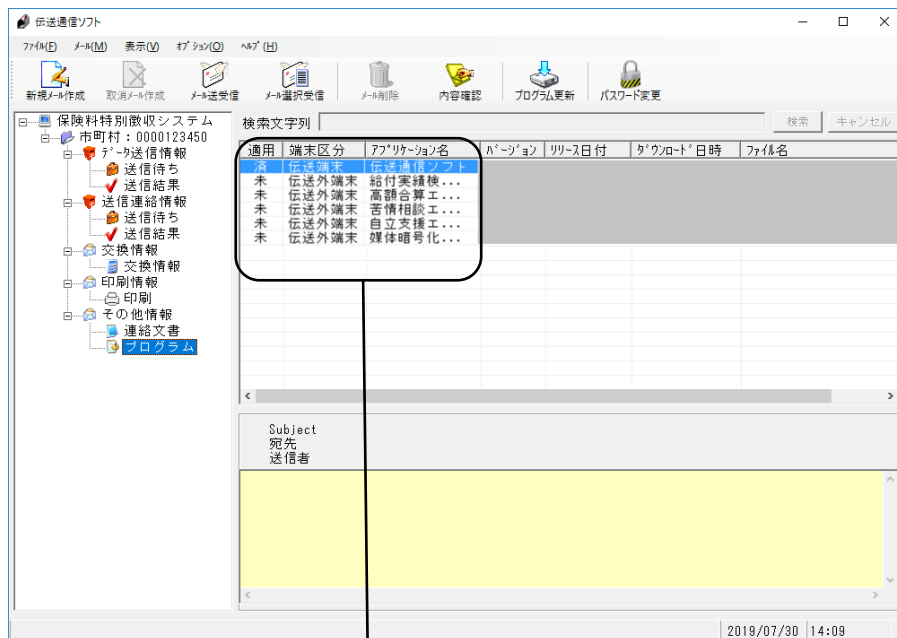 伝送通信ソフト
ﾌｧｲﾙ(F) ﾒｰﾙ(M) 表示(V) ｵﾌﾟｼｮﾝ(O) ﾍﾙﾌﾟ(H)
新規ﾒｰﾙ作成 取消ﾒｰﾙ作成 ﾒｰﾙ送受信 ﾒｰﾙ選択受信 ﾒｰﾙ削除 内容確認 ﾌﾟﾛｸﾞﾗﾑ更新 ﾊﾟｽﾜｰﾄﾞ変更
保険料特別徴収システム
市町村：0000123450
ﾃﾞｰﾀ送信情報
送信待ち
送信結果
送信連絡情報
送信待ち
送信結果
交換情報
交換情報
印刷情報
印刷
その他情報
連絡文書
プログラム
検索文字列 検索 キャンセル
適用 端末区分 ｱﾌﾟﾘｹｰｼｮﾝ名 ﾊﾞｰｼﾞｮﾝ ﾘﾘｰｽ日付 ﾀﾞｳﾝﾛｰﾄﾞ日時 ﾌｧｲﾙ名
済 伝送端末 伝送通信ソフト
未 伝送外端末 給付実績検...
未 伝送外端末 高額合算エ...
未 伝送外端末 苦情相談エ...
未 伝送外端末 自立支援エ...
未 伝送外端末 媒体暗号化...
Subject
宛先
送信者
2019/07/30 14:09